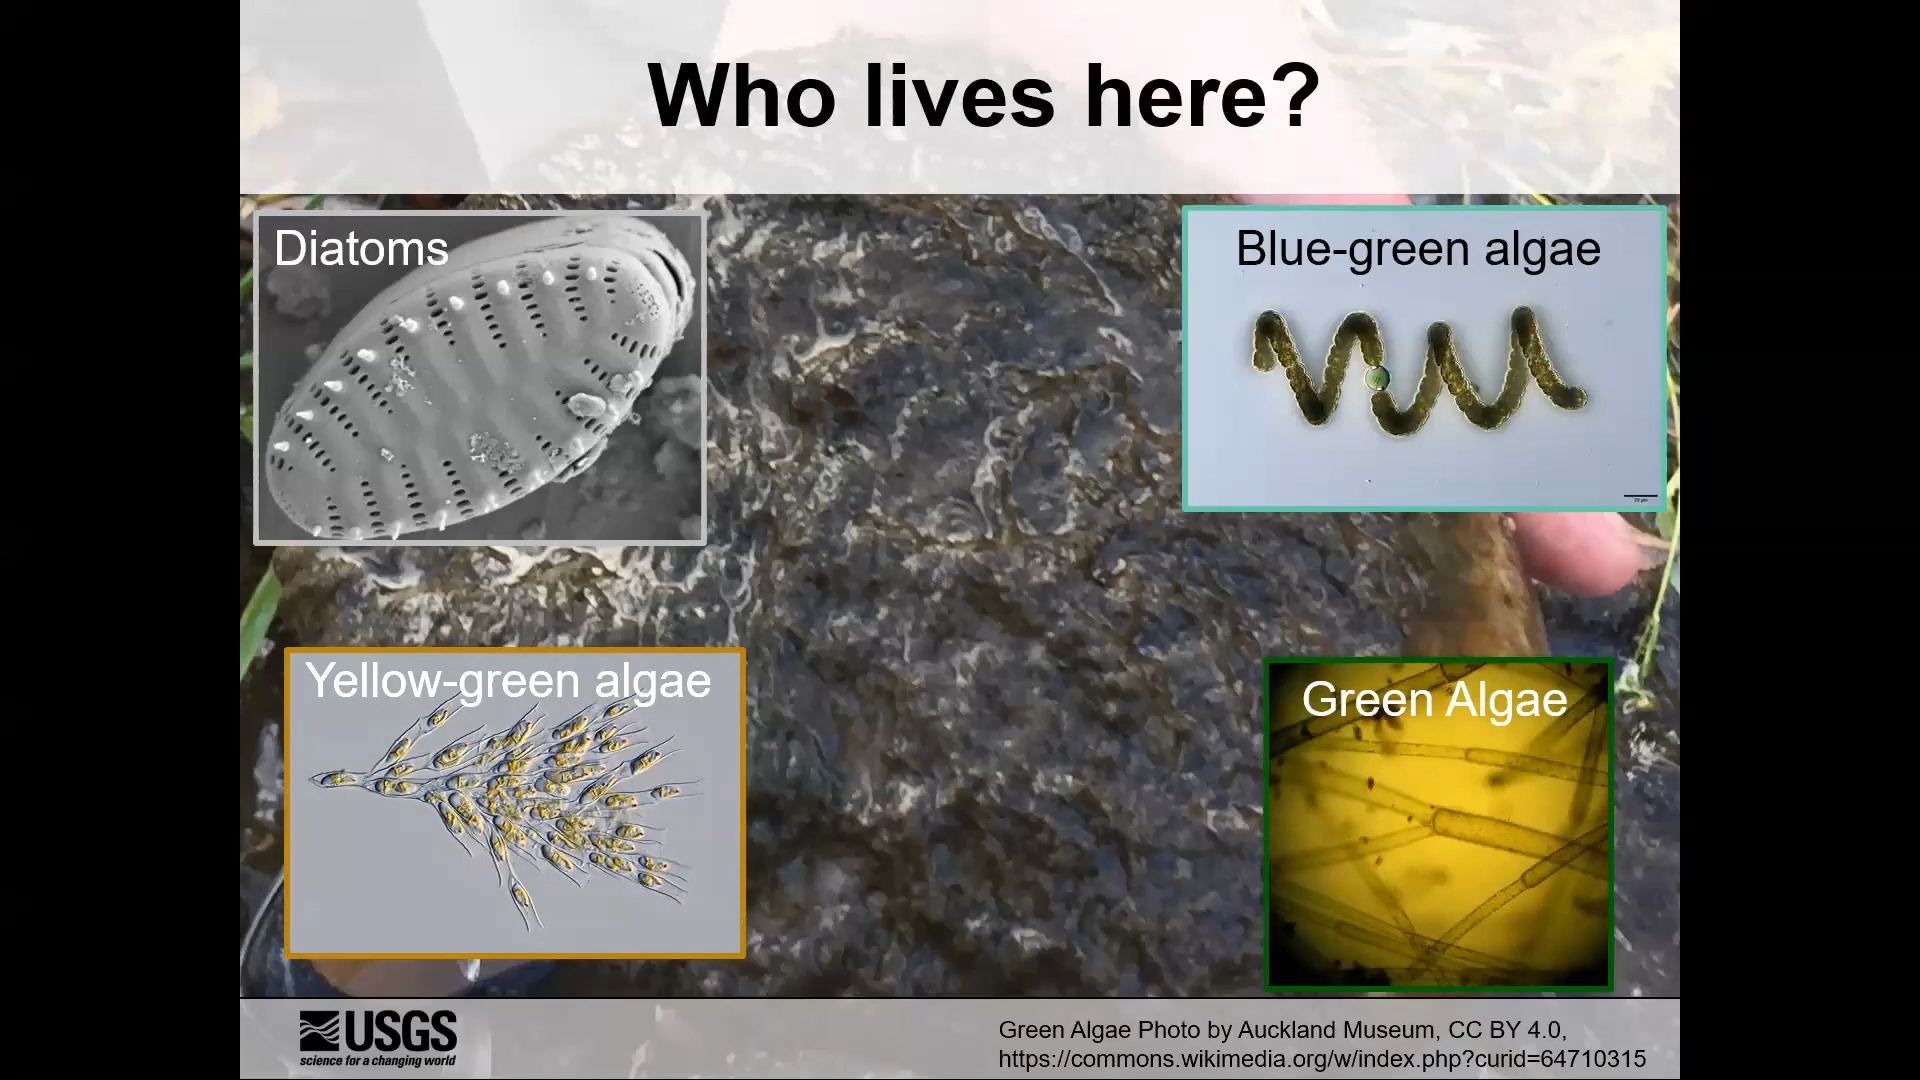 Who lives here?
Diatoms
Blue-green algae
Yellow-green algae
Green Algae
USGS
science for a changing world
Green Algae Photo by Auckland Museum, CC BY 4.0,
https://commons.wikimedia.org/w/index.php?curid=64710315